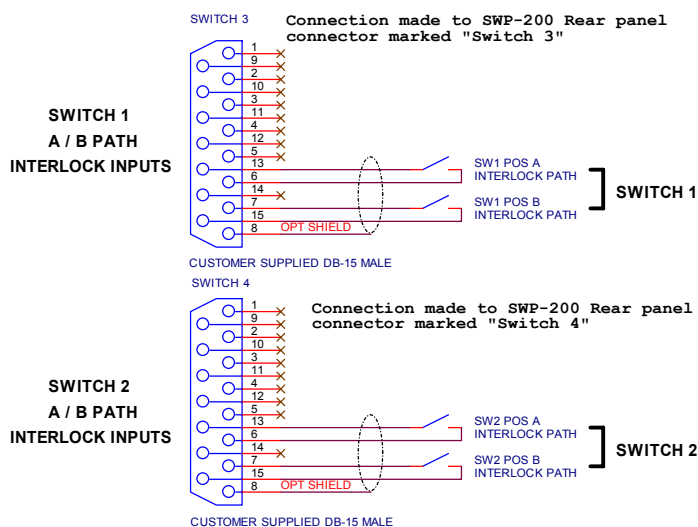 SWITCH 3
Connection made to SWP-200 Rear panel
connector marked "Switch 3"
SWITCH 1
A / B PATH
INTERLOCK INPUTS
1
9
2
10
3
11
4
12
5
13
6
14
7
15
8
OPT SHIELD
SW1 POS A
INTERLOCK PATH
SW1 POS B
INTERLOCK PATH
SWITCH 1
CUSTOMER SUPPLIED DB-15 MALE
SWITCH 4
Connection made to SWP-200 Rear panel
connector marked "Switch 4"
SWITCH 2
A / B PATH
INTERLOCK INPUTS
1
9
2
10
3
11
4
12
5
13
6
14
7
15
8
OPT SHIELD
SW2 POS A
INTERLOCK PATH
SW2 POS B
INTERLOCK PATH
SWITCH 2
CUSTOMER SUPPLIED DB-15 MALE